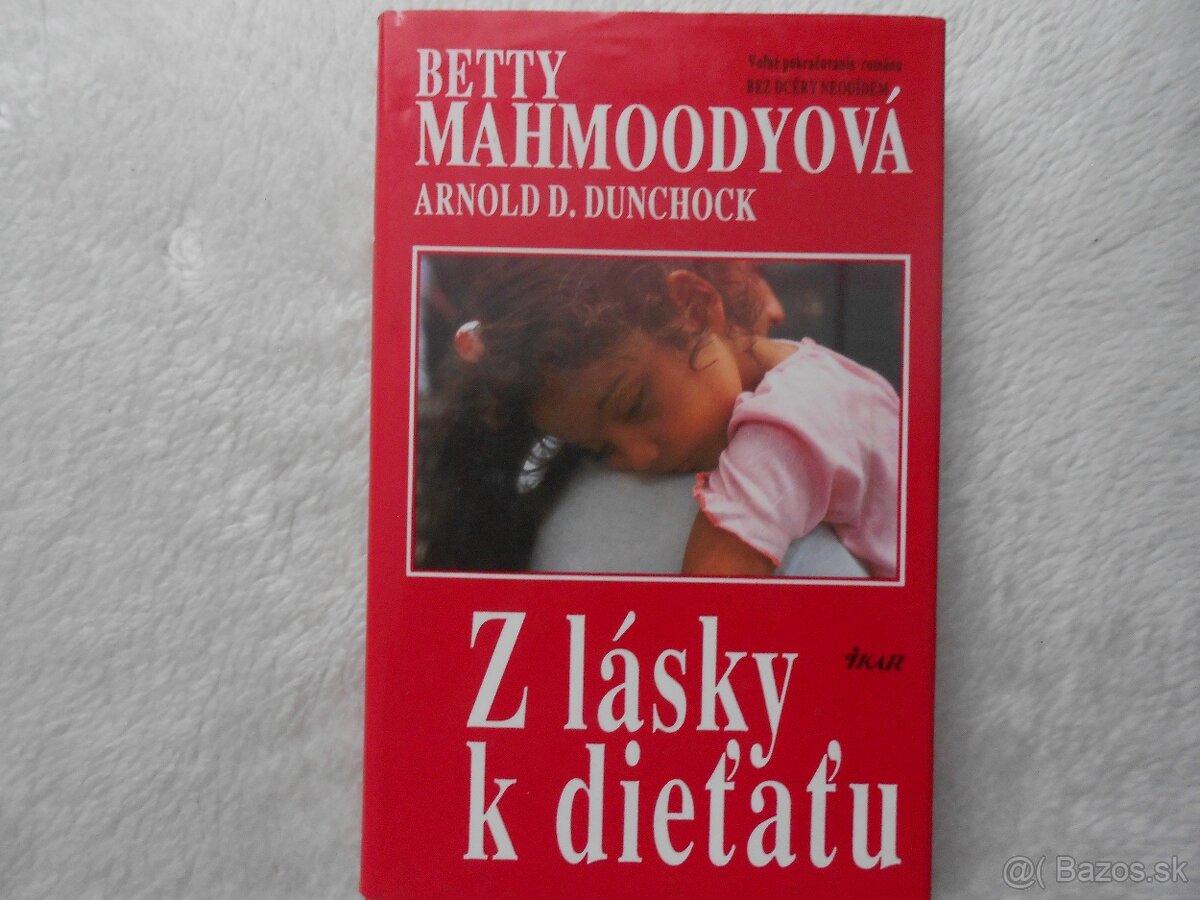 BETTY
MAHMOODYOVÁ
ARNOLD D. DUNCHOCK
Voľné pokračovanie románu
BEZ DCÉRY NEODÍDEM
Z lásky
k dieťaťu
IKAR
@( Bazos.sk